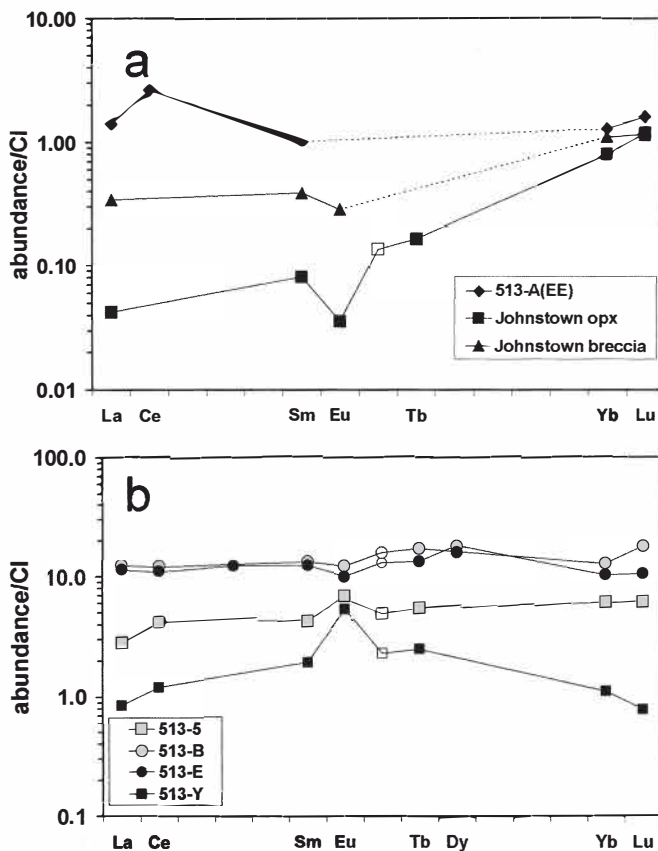 a
abundance/CI
10.00
1.00
0.10
0.01
513-A(EE)
Johnstown opx
Johnstown breccia
La Ce Sm Eu Tb Yb Lu
b
abundance/CI
100.0
10.0
1.0
0.1
513-5
513-B
513-E
513-Y
La Ce Sm Eu Tb Dy Yb Lu